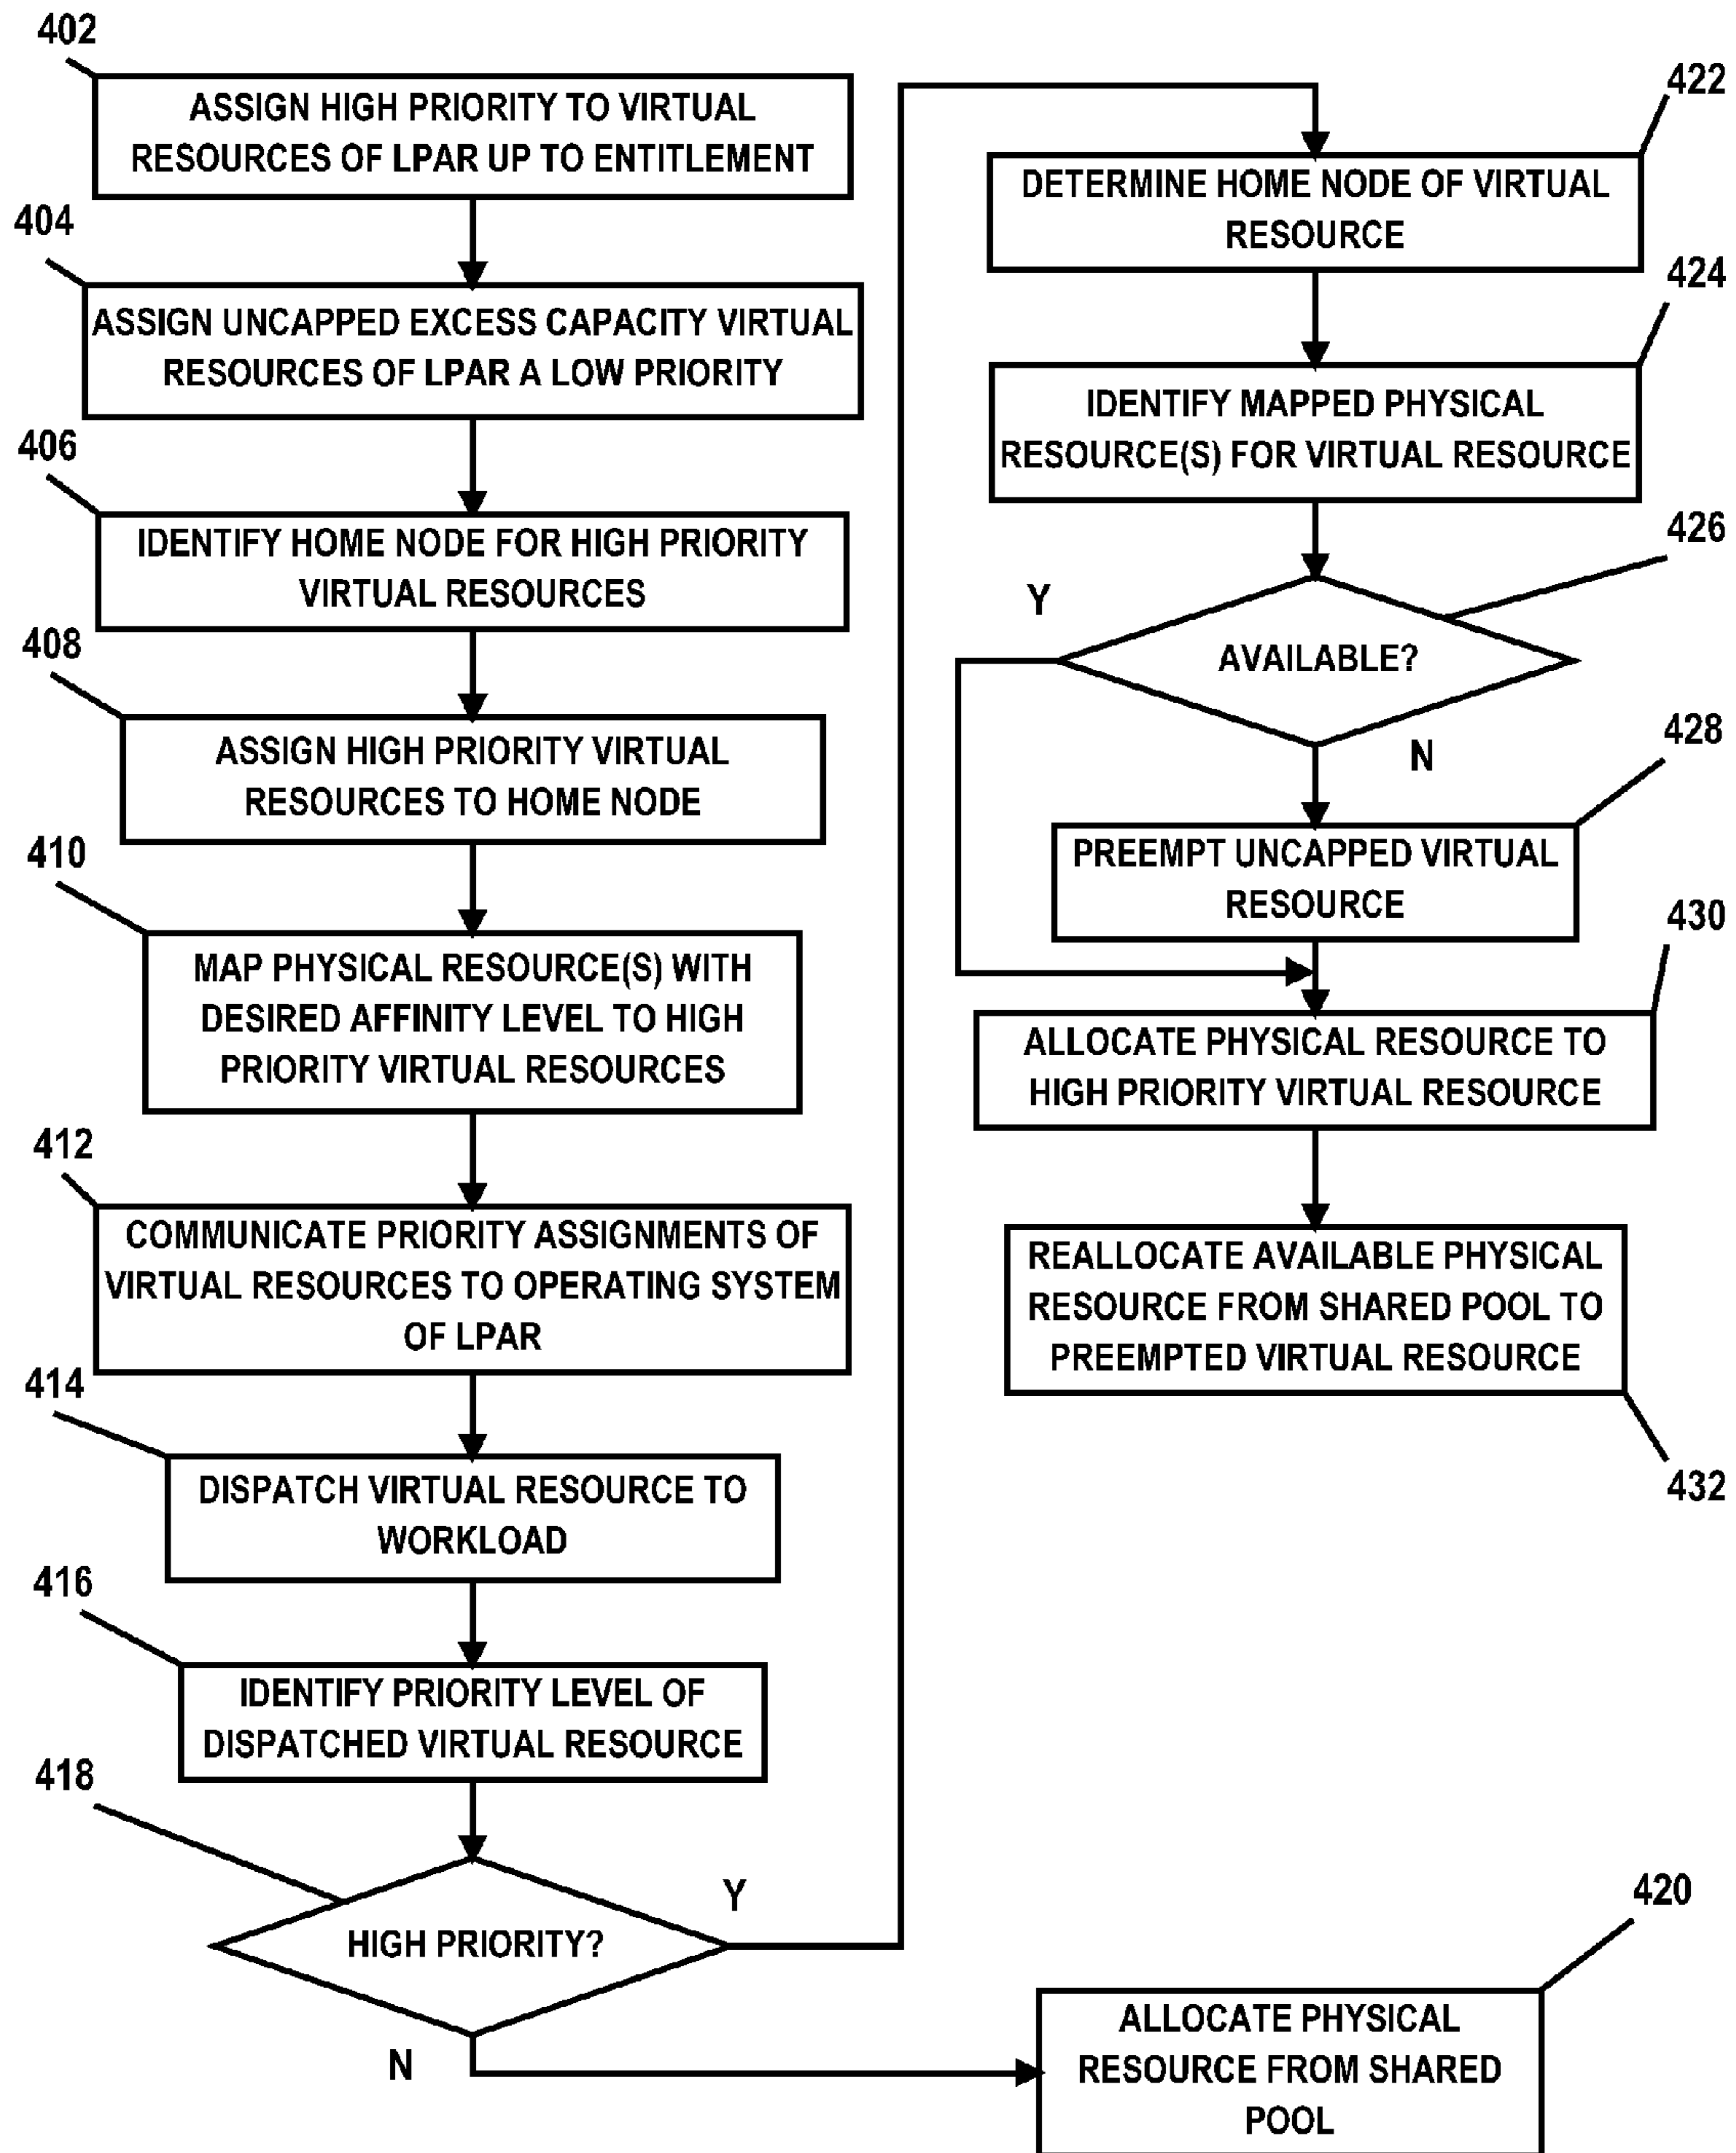 402
ASSIGN HIGH PRIORITY TO VIRTUAL
RESOURCES OF LPAR UP TO ENTITLEMENT
404
ASSIGN UNCAPPED EXCESS CAPACITY VIRTUAL
RESOURCES OF LPAR A LOW PRIORITY
406
IDENTIFY HOME NODE FOR HIGH PRIORITY
VIRTUAL RESOURCES
408
ASSIGN HIGH PRIORITY VIRTUAL
RESOURCES TO HOME NODE
410
MAP PHYSICAL RESOURCE(S) WITH
DESIRED AFFINITY LEVEL TO HIGH
PRIORITY VIRTUAL RESOURCES
412
COMMUNICATE PRIORITY ASSIGNMENTS OF
VIRTUAL RESOURCES TO OPERATING SYSTEM
OF LPAR
414
DISPATCH VIRTUAL RESOURCE TO
WORKLOAD
416
IDENTIFY PRIORITY LEVEL OF
DISPATCHED VIRTUAL RESOURCE
418
HIGH PRIORITY?
Y
N
420
ALLOCATE PHYSICAL
RESOURCE FROM SHARED
POOL
422
DETERMINE HOME NODE OF VIRTUAL
RESOURCE
424
IDENTIFY MAPPED PHYSICAL
RESOURCE(S) FOR VIRTUAL RESOURCE
426
AVAILABLE?
Y
N
428
PREEMPT UNCAPPED VIRTUAL
RESOURCE
430
ALLOCATE PHYSICAL RESOURCE TO
HIGH PRIORITY VIRTUAL RESOURCE
REALLOCATE AVAILABLE PHYSICAL
RESOURCE FROM SHARED POOL TO
PREEMPTED VIRTUAL RESOURCE
432